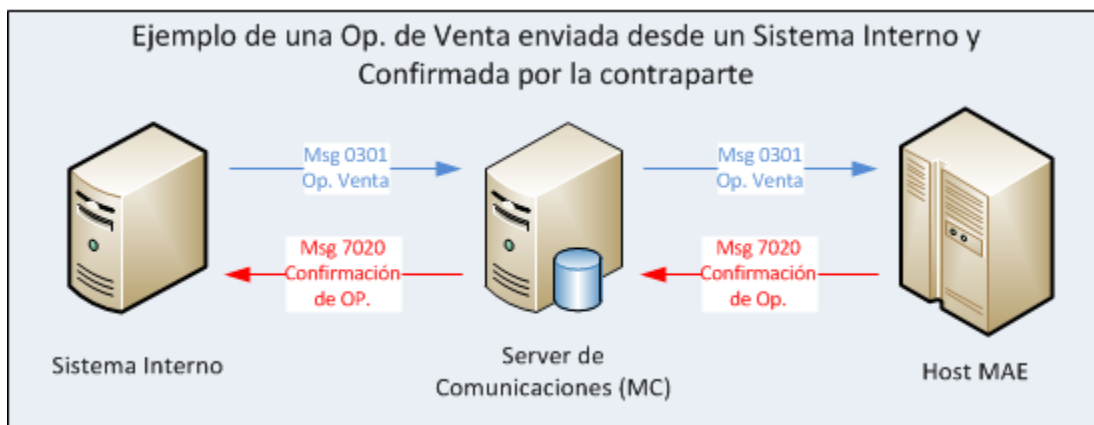 Ejemplo de una Op. de Venta enviada desde un Sistema Interno y
Confirmada por la contraparte
Msg 0301
Op. Venta
Msg 0301
Op. Venta
Msg 7020
Confirmación
de OP.
Msg 7020
Confirmación
de Op.
Sistema Interno
Server de
Comunicaciones (MC)
Host MAE